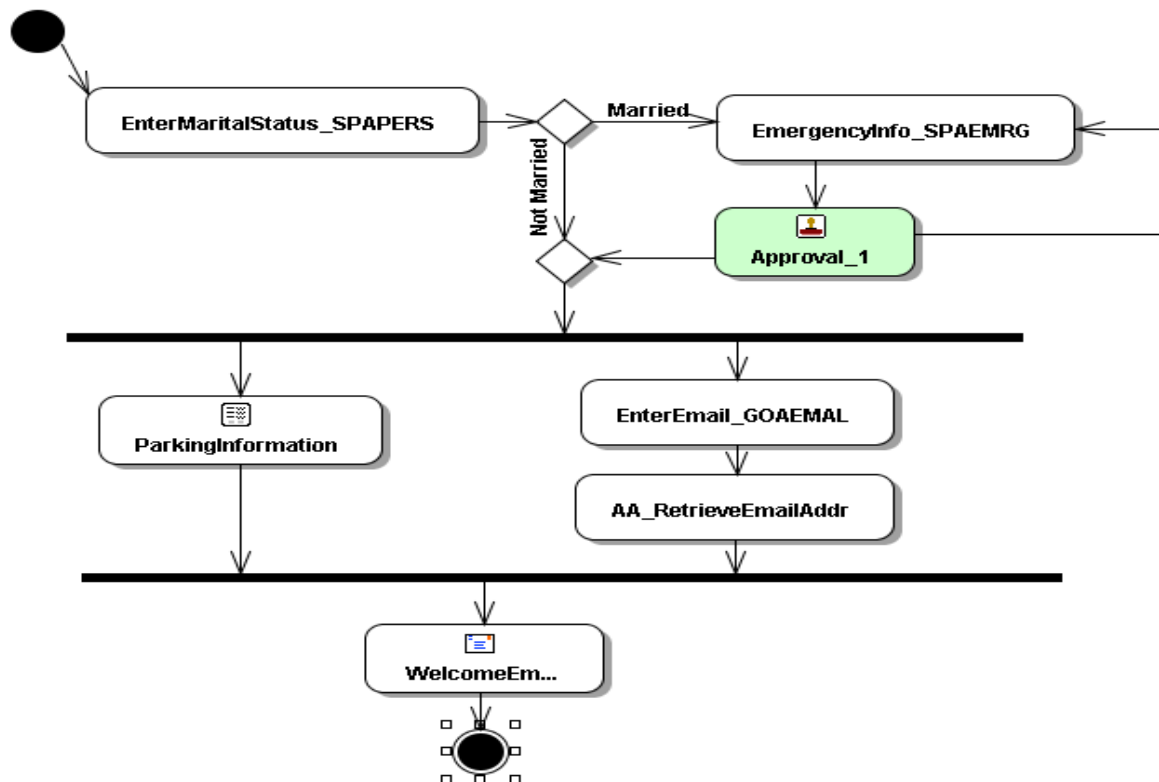 EnterMaritalStatus_SPAPERS
Married
EmergencyInfo_SPAEMRG
Not Married
Approval_1
ParkingInformation
EnterEmail_GOAEMAL
AA_RetrieveEmailAddr
WelcomeEm...